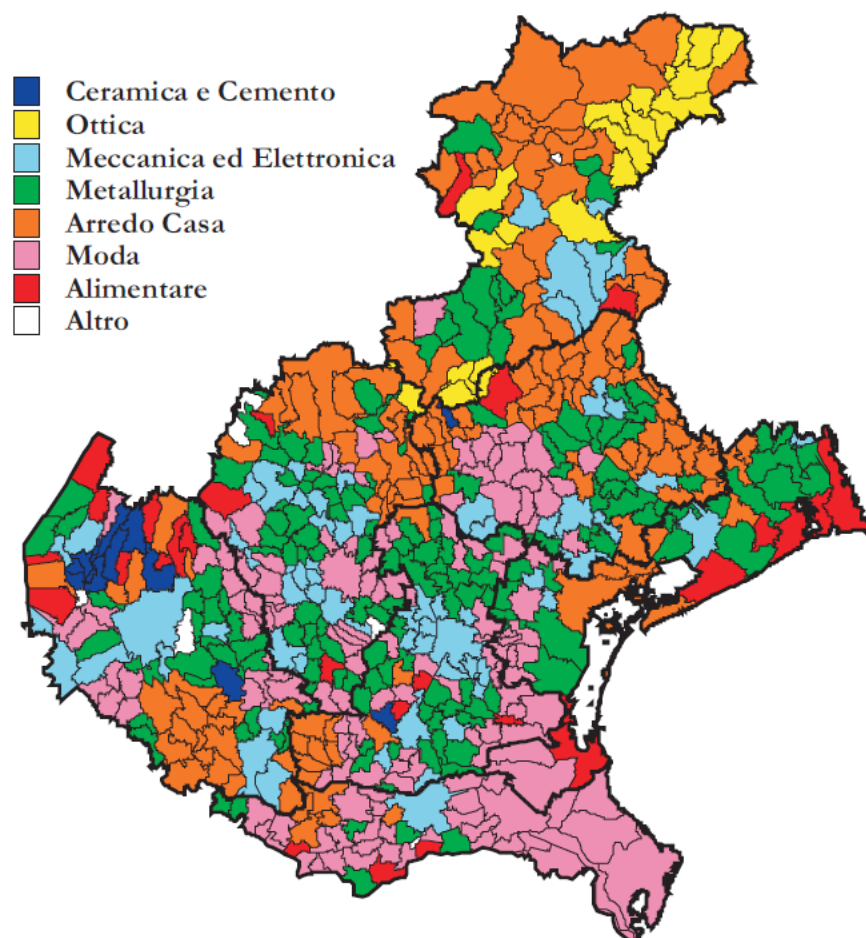 Ceramica e Cemento
Ottica
Meccanica ed Elettronica
Metallurgia
Arredo Casa
Moda
Alimentare
Altro